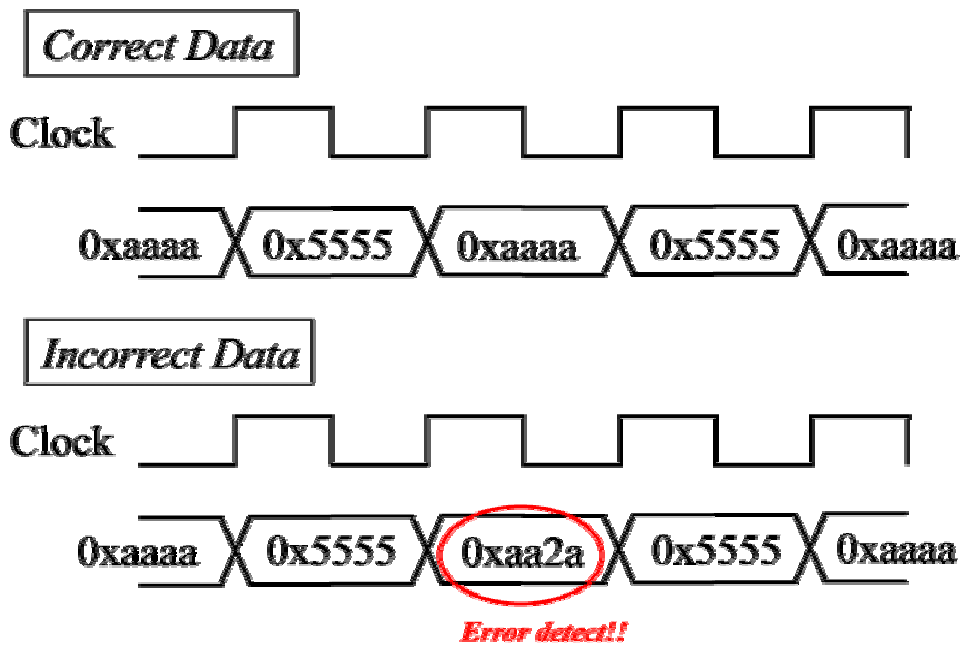 Correct Data
Clock
0xaaaa 0x5555 0xaaaa 0x5555 0xaaaa
Incorrect Data
Clock
0xaaaa 0x5555 0xaa2a 0x5555 0xaaaa
Error detect!!